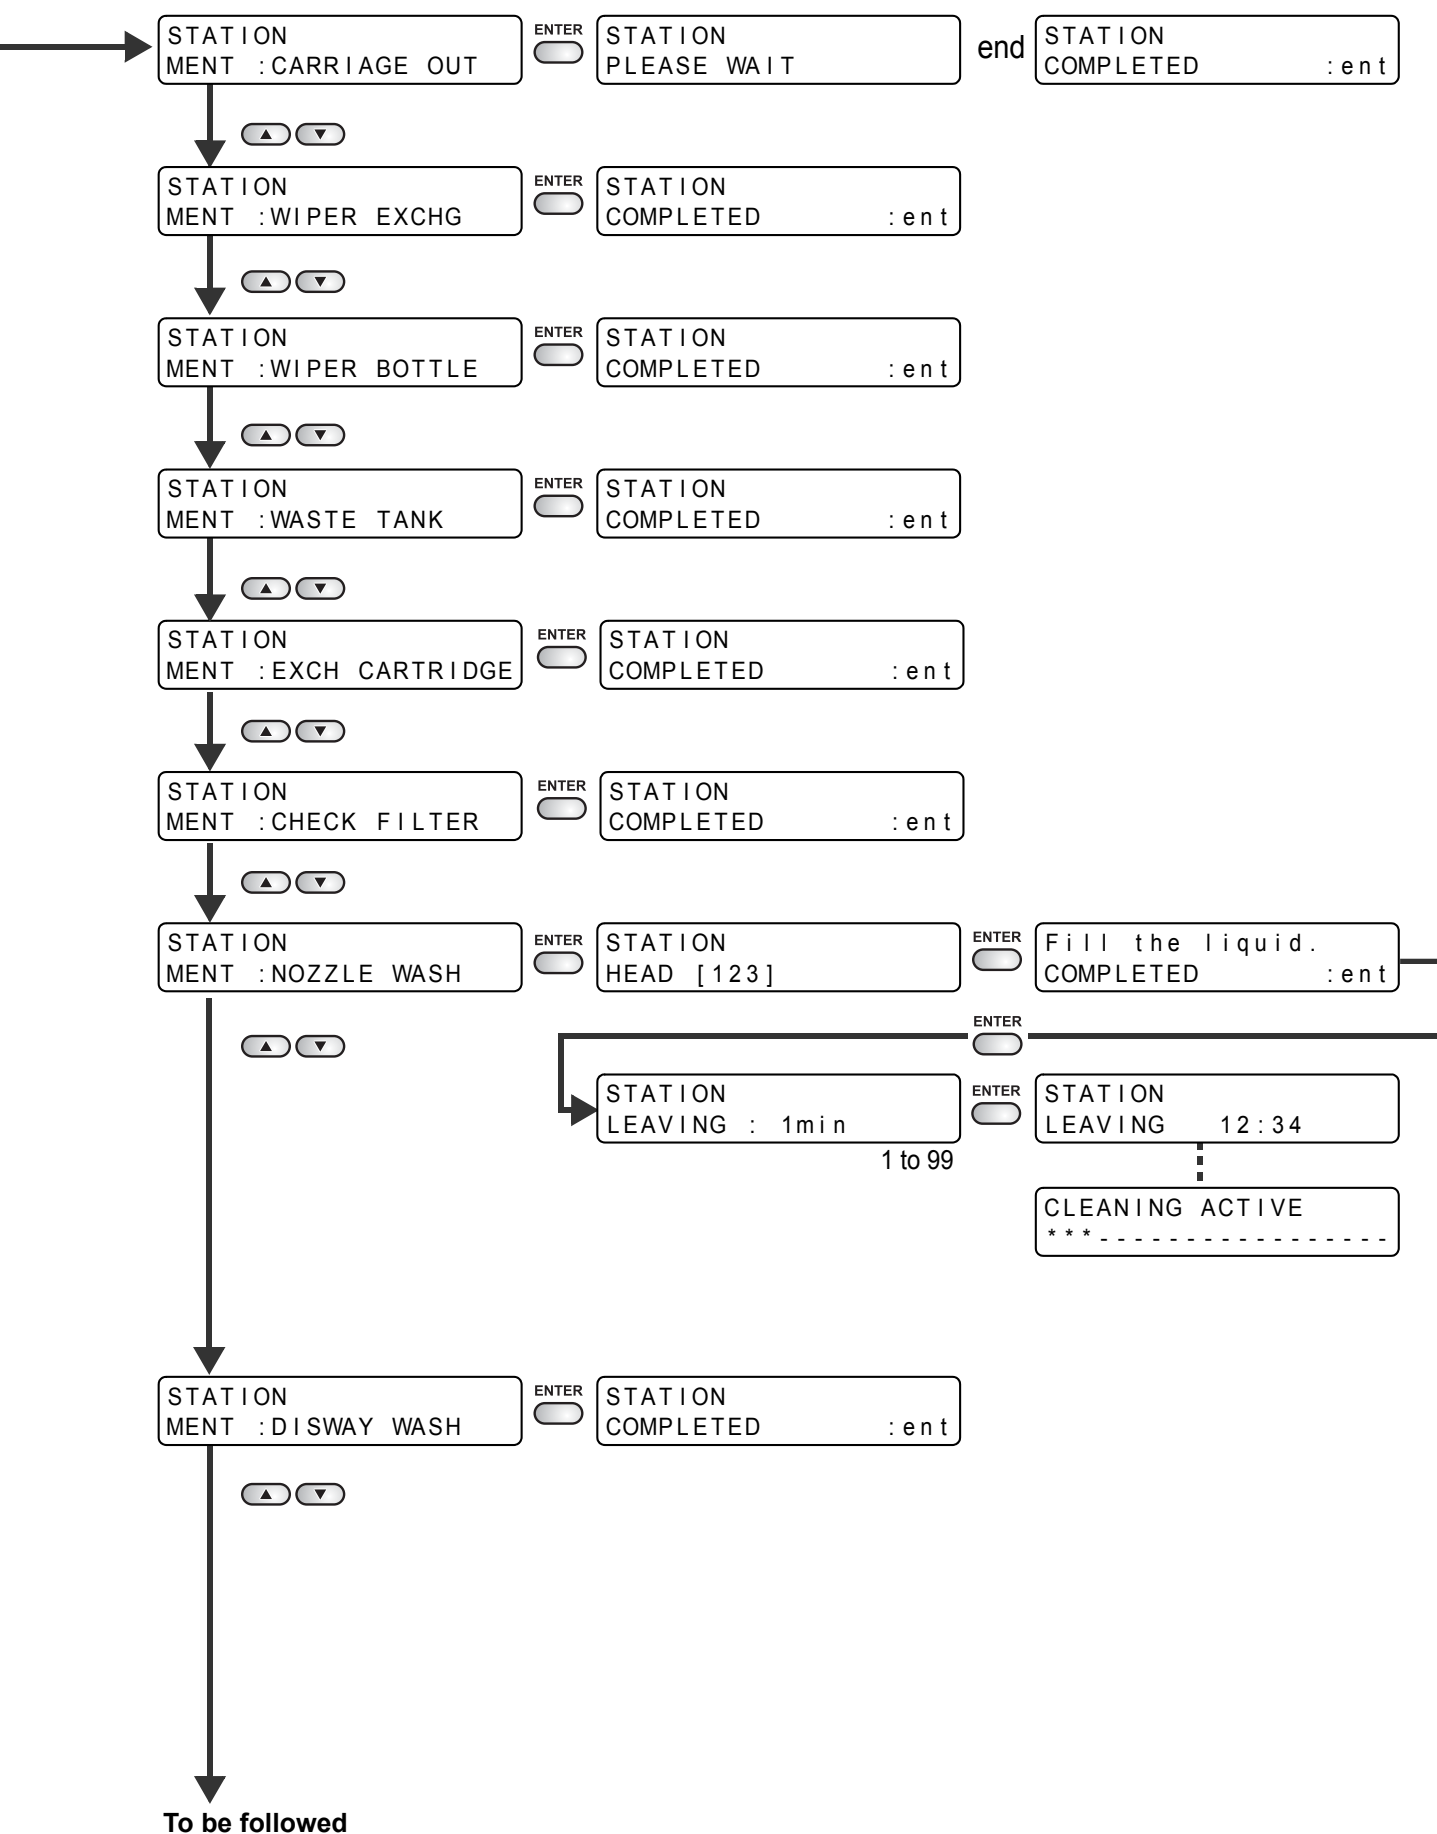 STATION
MENT :CARRIAGE OUT
ENTER
STATION
PLEASE WAIT
end
STATION
COMPLETED :ent
STATION
MENT :WIPER EXCHG
ENTER
STATION
COMPLETED :ent
STATION
MENT :WIPER BOTTLE
ENTER
STATION
COMPLETED :ent
STATION
MENT :WASTE TANK
ENTER
STATION
COMPLETED :ent
STATION
MENT :EXCH CARTRIDGE
ENTER
STATION
COMPLETED :ent
STATION
MENT :CHECK FILTER
ENTER
STATION
COMPLETED :ent
STATION
MENT :NOZZLE WASH
ENTER
STATION
HEAD [123]
ENTER
Fill the liquid.
COMPLETED :ent
ENTER
STATION
LEAVING : 1min
1 to 99
ENTER
STATION
LEAVING 12:34
CLEANING ACTIVE
***-----------------
STATION
MENT :DISWAY WASH
ENTER
STATION
COMPLETED :ent
To be followed